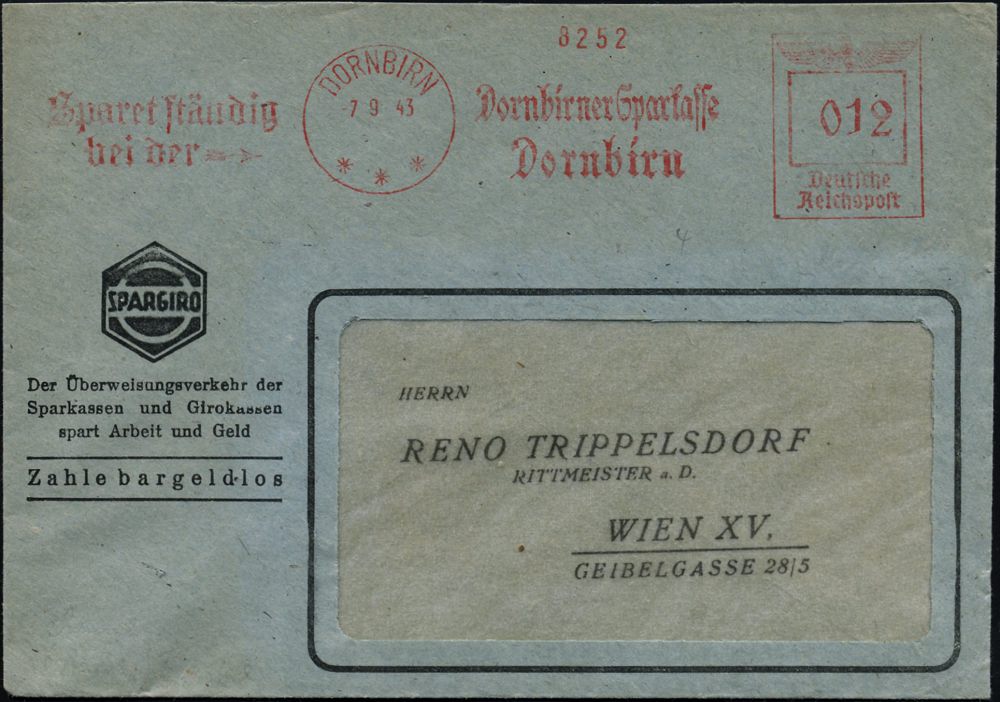 8252
Sparet ständig
bei der
DORNBIRN
-7 9 43
Dornbirner Sparkasse
Dornbirn
012
Deutsche
Reichspost
4
SPARGIRO
Der Überweisungsverkehr der
Sparkassen und Girokassen
spart Arbeit und Geld
Zahle bargeldlos
HERRN
RENO TRIPPELSDORF
RITTMEISTER a. D.
WIEN XV,
GEIBELGASSE 28/5